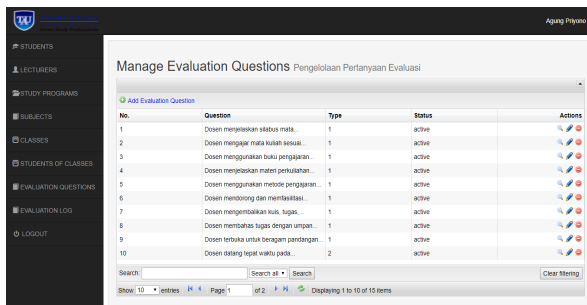 Agung Priyono
STUDENTS
LECTURERS
STUDY PROGRAMS
SUBJECTS
CLASSES
STUDENTS OF CLASSES
EVALUATION QUESTIONS
EVALUATION LOG
LOGOUT
Manage Evaluation Questions Pengelolaan Pertanyaan Evaluasi
Add Evaluation Question
No. Question Type Status Actions
1 Dosen menjelaskan silabus mata... 1 active
2 Dosen mengajar mata kuliah sesuai... 1 active
3 Dosen menggunakan buku pengajaran... 1 active
4 Dosen menjelaskan materi perkuliahan... 1 active
5 Dosen menggunakan metode pengajaran... 1 active
6 Dosen mendorong dan memfasilitasi... 1 active
7 Dosen mengembalikan kuis, tugas,... 1 active
8 Dosen membahas tugas dengan umpan... 1 active
9 Dosen terbuka untuk beragam pandangan... 1 active
10 Dosen datang tepat waktu pada... 2 active
Search: Search all Search Clear filtering
Show 10 entries Page 1 of 2 Displaying 1 to 10 of 15 items